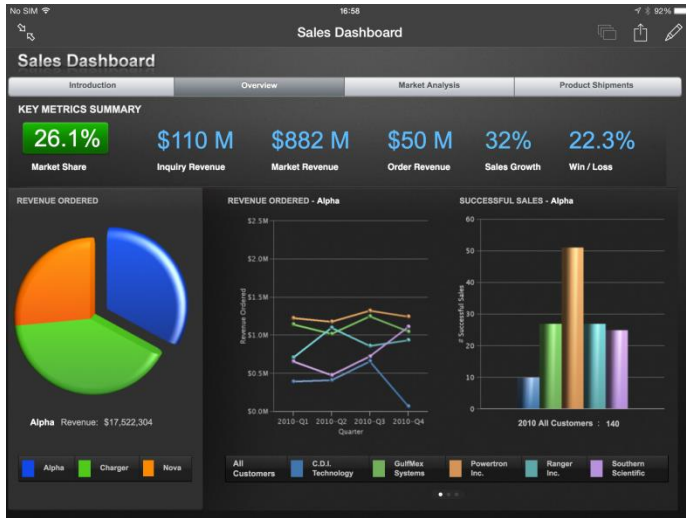 No SIM 16:58 92%
Sales Dashboard
Sales Dashboard
Introduction Overview Market Analysis Product Shipments
KEY METRICS SUMMARY
26.1% $110 M $882 M $50 M 32% 22.3%
Market Share Inquiry Revenue Market Revenue Order Revenue Sales Growth Win / Loss
REVENUE ORDERED
Alpha Revenue: $17,522,304
Alpha Charger Nova
REVENUE ORDERED - Alpha
Revenue Ordered
$2.5M
$2.0M
$1.5M
$1.0M
$0.5M
$0.0M
2010-Q1 2010-Q2 2010-Q3 2010-Q4
Quarter
SUCCESSFUL SALES - Alpha
# Successful Sales
60
50
40
30
20
10
0
2010 All Customers : 140
All C.D.I. GulfMex Powertron Ranger Southern
Customers Technology Systems Inc. Inc. Scientific